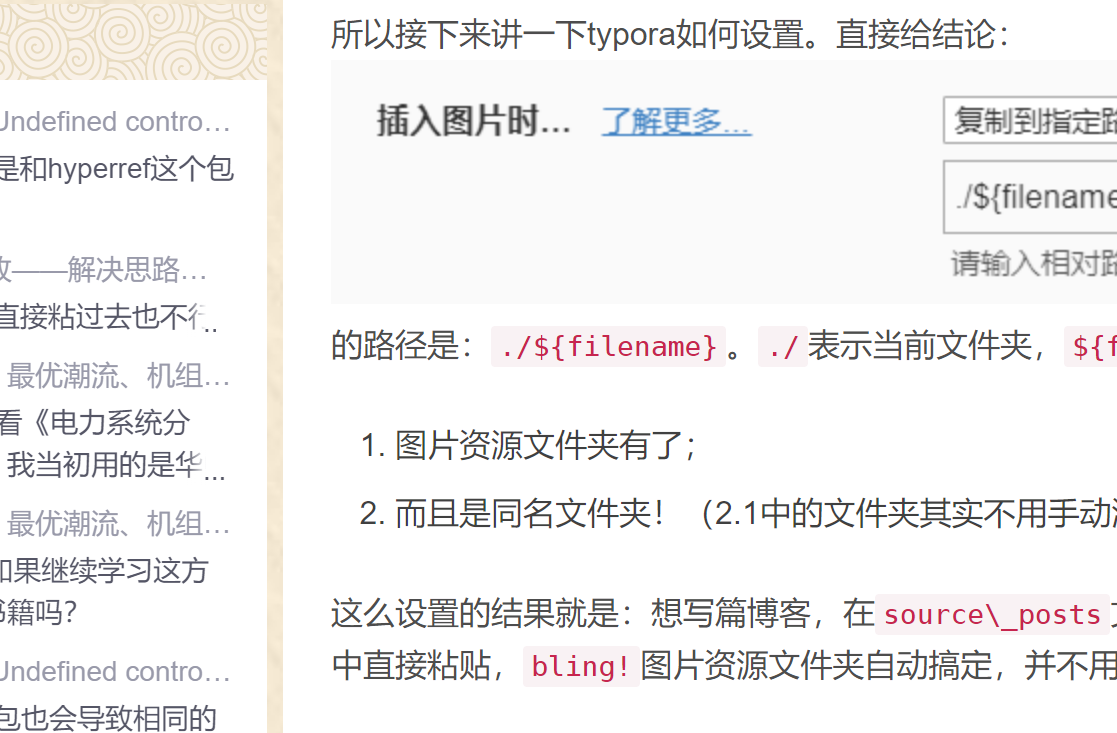 Undefined contro…
是和hyperref这个包
——解决思路…
直接粘过去也不行..
最优潮流、机组…
看《电力系统分
我当初用的是华...
最优潮流、机组…
如果继续学习这方
书籍吗？
Undefined contro…
包也会导致相同的
所以接下来讲一下typora如何设置。直接给结论：
插入图片时... 了解更多... 复制到指定路
./${filename
请输入相对路
的路径是： ./${filename} 。 ./ 表示当前文件夹， ${f
1. 图片资源文件夹有了；
2. 而且是同名文件夹！（2.1中的文件夹其实不用手动
这么设置的结果就是：想写篇博客，在 source\_posts
中直接粘贴， bling! 图片资源文件夹自动搞定，并不用